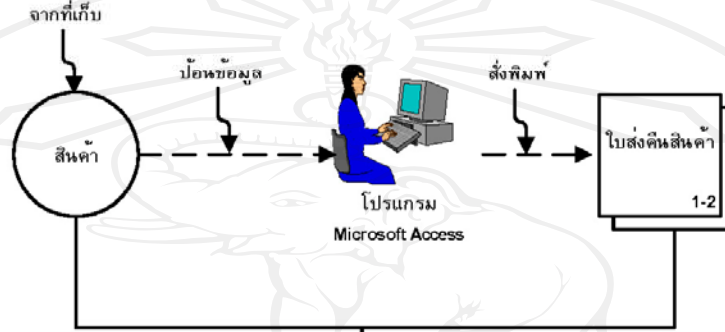 จากที่เก็บ
ป้อนข้อมูล
สั่งพิมพ์
สินค้า
ใบส่งคืนสินค้า
1-2
โปรแกรม
Microsoft Access